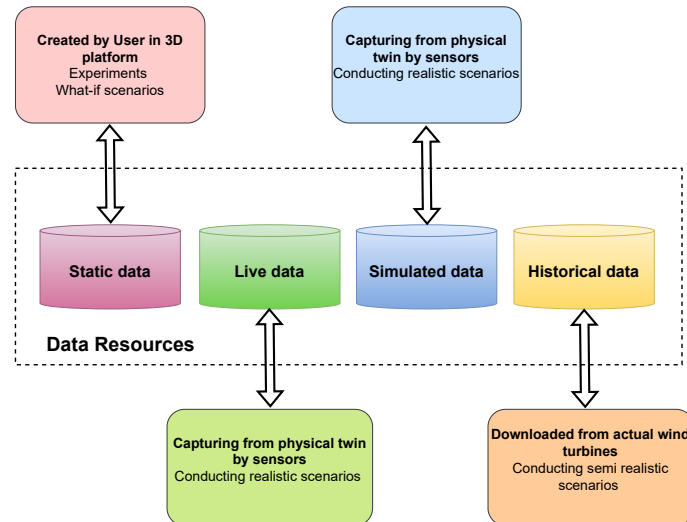 Created by User in 3D
platform
Experiments
What-if scenarios
Capturing from physical
twin by sensors
Conducting realistic scenarios
Static data
Live data
Simulated data
Historical data
Data Resources
Capturing from physical twin
by sensors
Conducting realistic scenarios
Downloaded from actual wind
turbines
Conducting semi realistic
scenarios